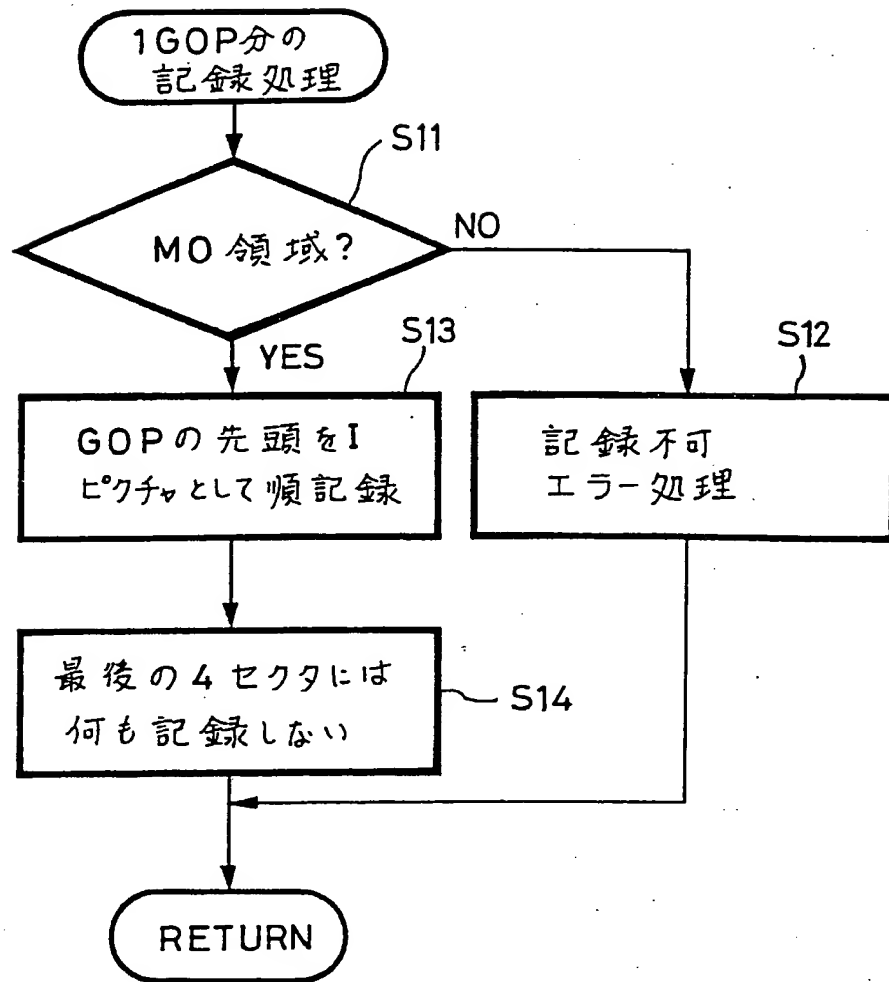 1GOP分の
記録処理
S11
MO領域?
NO
YES
S13
S12
GOPの先頭をI
ピクチャとして順記録
記録不可
エラー処理
最後の4セクタには
何も記録しない
S14
RETURN